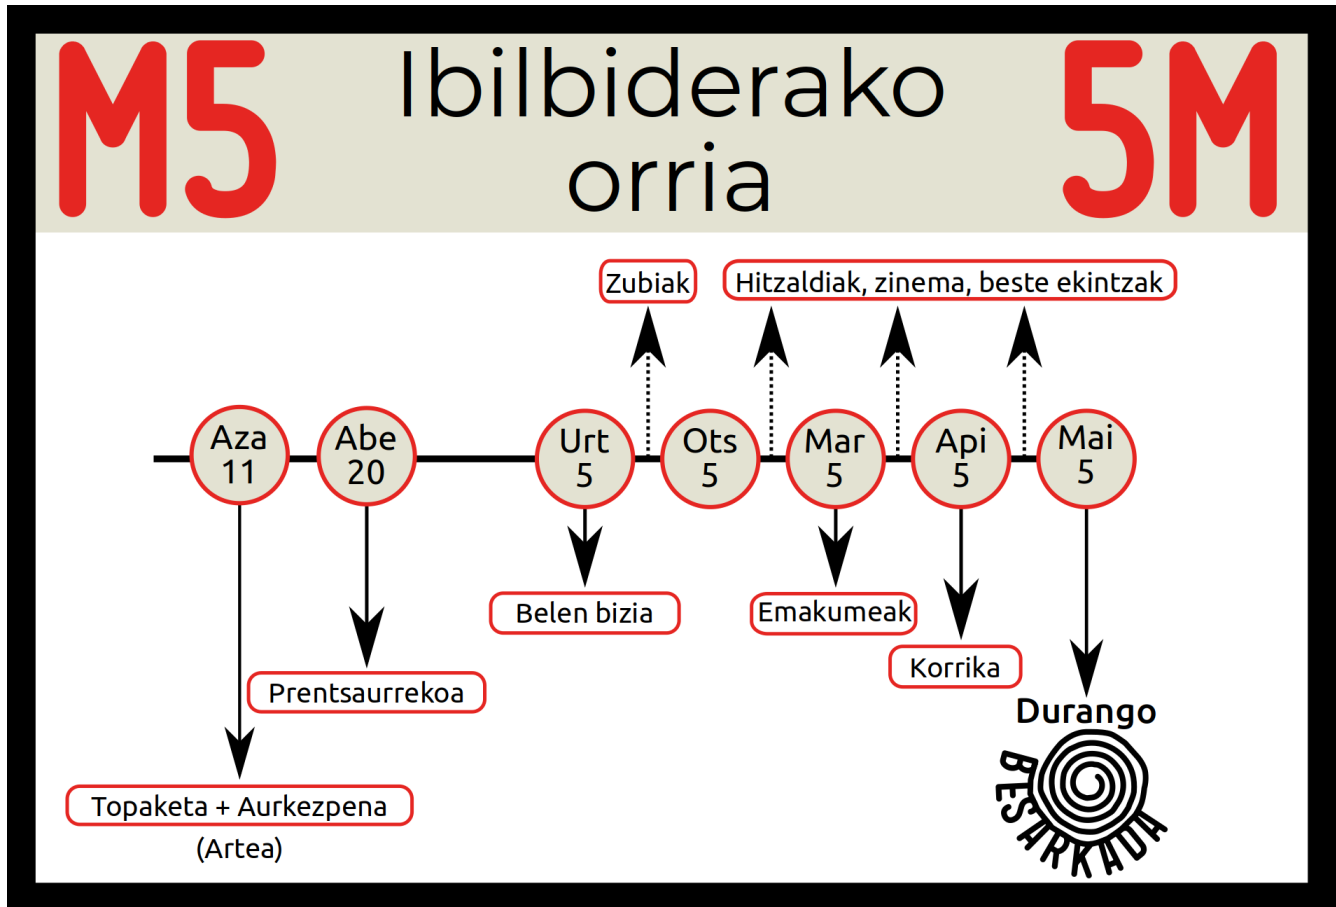 M5
Ibilbiderako
orria
5M
Zubiak
Hitzaldiak, zinema, beste ekintzak
Aza
11
Abe
20
Urt
5
Ots
5
Mar
5
Api
5
Mai
5
Belen bizia
Emakumeak
Korrika
Prentsaurrekoa
Durango
BESARKADA
Topaketa + Aurkezpena
(Artea)